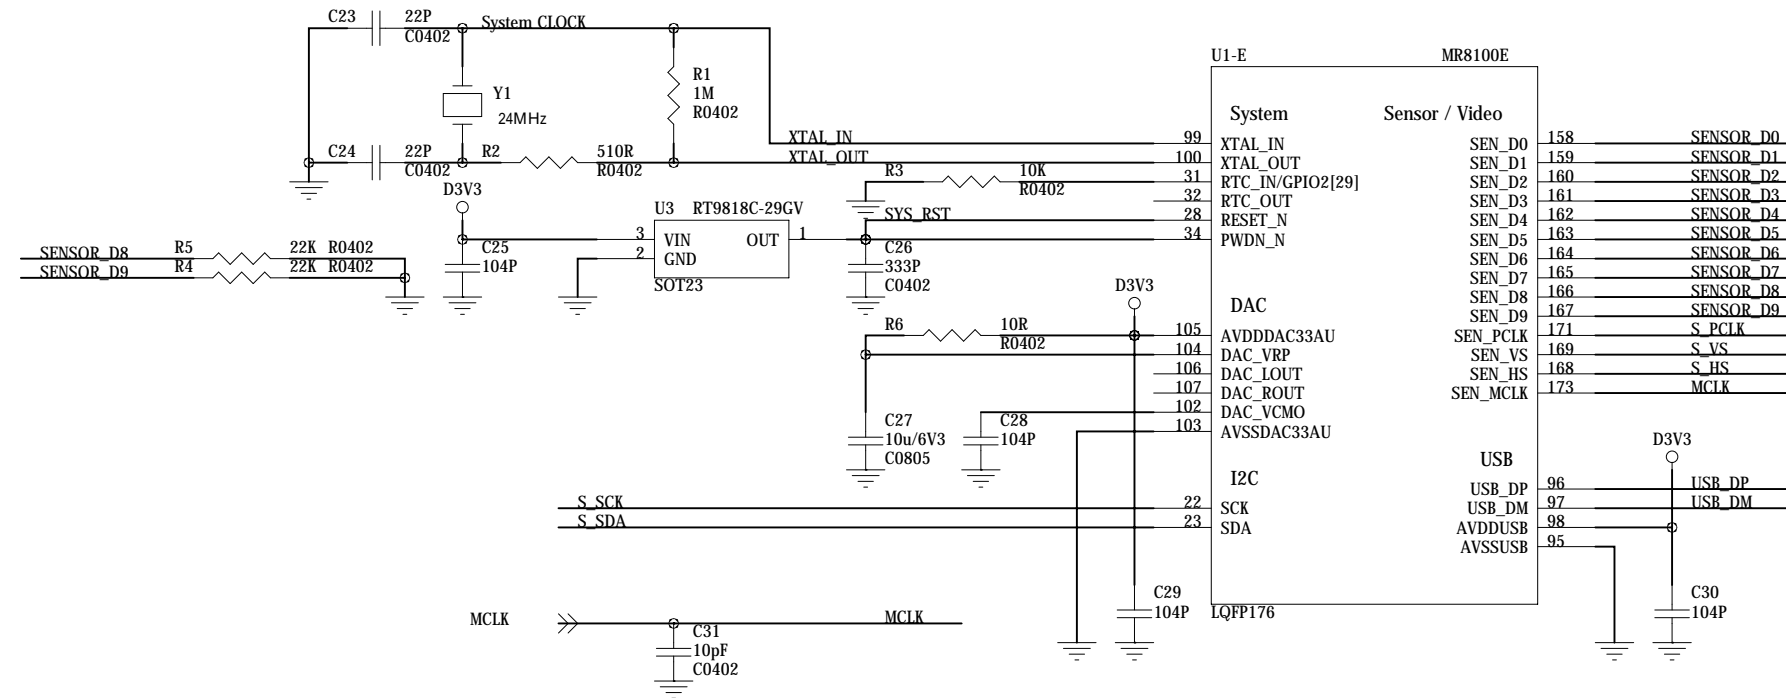 C23 22P
C0402
System CLOCK
Y1
24MHz
R1
1M
R0402
C24 22P
C0402
R2 510R
R0402
XTAL_IN
XTAL_OUT
R3 10K
R0402
SYS_RST
D3V3
C25
104P
U3 RT9818C-29GV
3 VIN OUT 1
2 GND
SOT23
C26
333P
C0402
SENSOR_D8 R5 22K R0402
SENSOR_D9 R4 22K R0402
R6 10R
R0402
D3V3
C27
10u/6V3
C0805
C28
104P
S_SCK
S_SDA
C29
104P
MCLK MCLK
C31
10pF
C0402
U1-E MR8100E
System Sensor / Video
99 XTAL_IN
100 XTAL_OUT
31 RTC_IN/GPIO2[29]
32 RTC_OUT
28 RESET_N
34 PWDN_N
DAC
105 AVDDDAC33AU
104 DAC_VRP
106 DAC_LOUT
107 DAC_ROUT
102 DAC_VCMO
103 AVSSDAC33AU
I2C
22 SCK
23 SDA
SEN_D0 158 SENSOR_D0
SEN_D1 159 SENSOR_D1
SEN_D2 160 SENSOR_D2
SEN_D3 161 SENSOR_D3
SEN_D4 162 SENSOR_D4
SEN_D5 163 SENSOR_D5
SEN_D6 164 SENSOR_D6
SEN_D7 165 SENSOR_D7
SEN_D8 166 SENSOR_D8
SEN_D9 167 SENSOR_D9
SEN_PCLK 171 S_PCLK
SEN_VS 169 S_VS
SEN_HS 168 S_HS
SEN_MCLK 173 MCLK
USB
USB_DP 96 USB_DP
USB_DM 97 USB_DM
AVDDUSB 98
AVSSUSB 95
LQFP176
D3V3
C30
104P